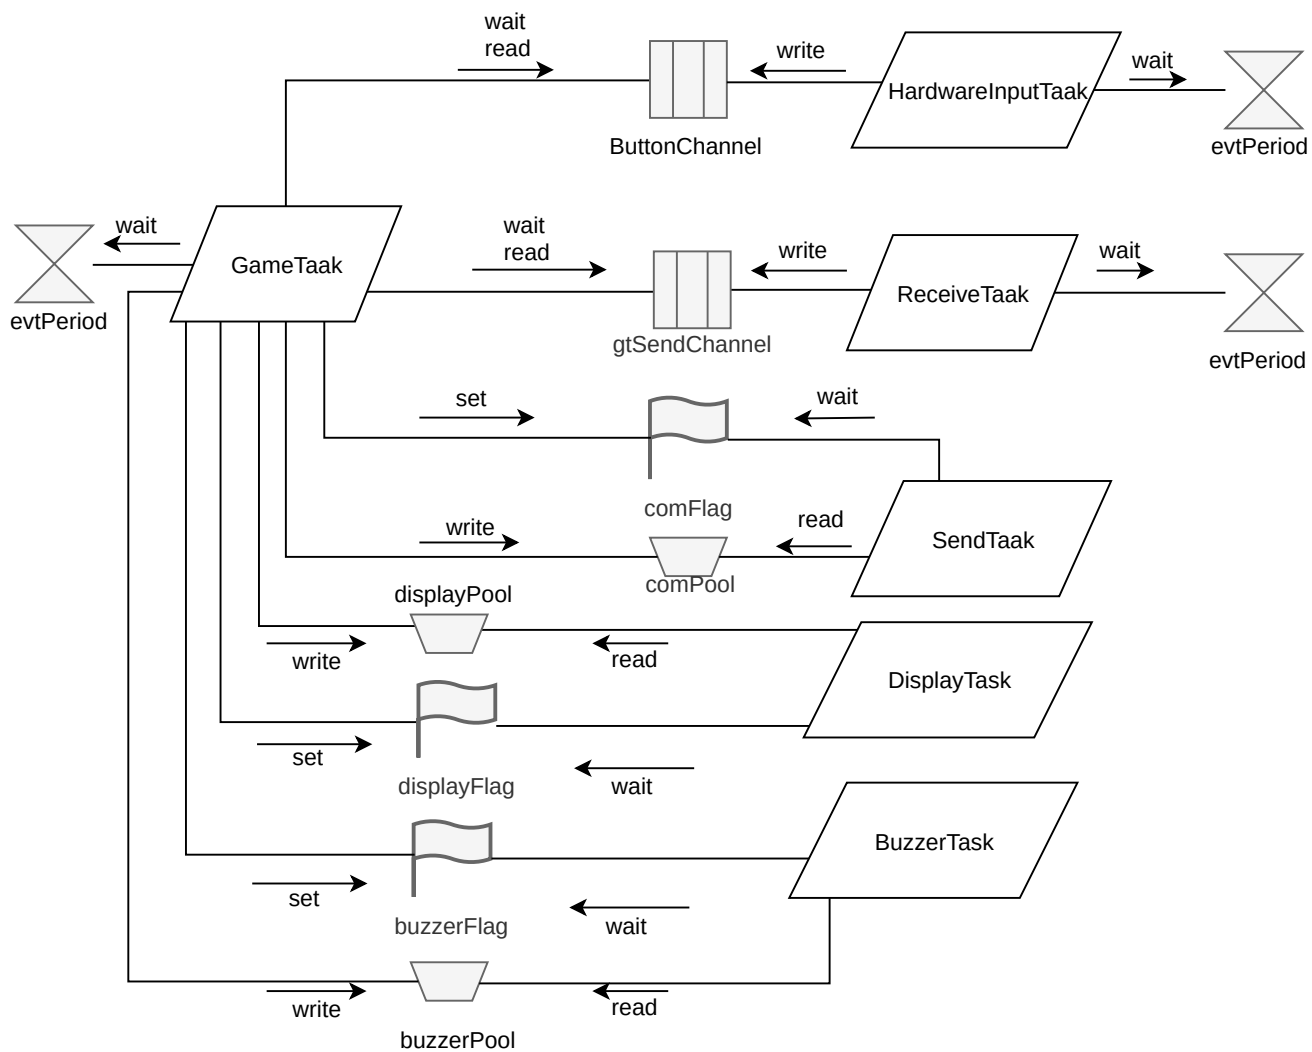 wait
read
write
wait
HardwareInputTaak
ButtonChannel
evtPeriod
wait
GameTaak
evtPeriod
wait
read
write
wait
ReceiveTaak
gtSendChannel
evtPeriod
set
wait
comFlag
write
read
SendTaak
comPool
displayPool
write
read
DisplayTask
set
displayFlag
wait
BuzzerTask
set
buzzerFlag
wait
write
read
buzzerPool